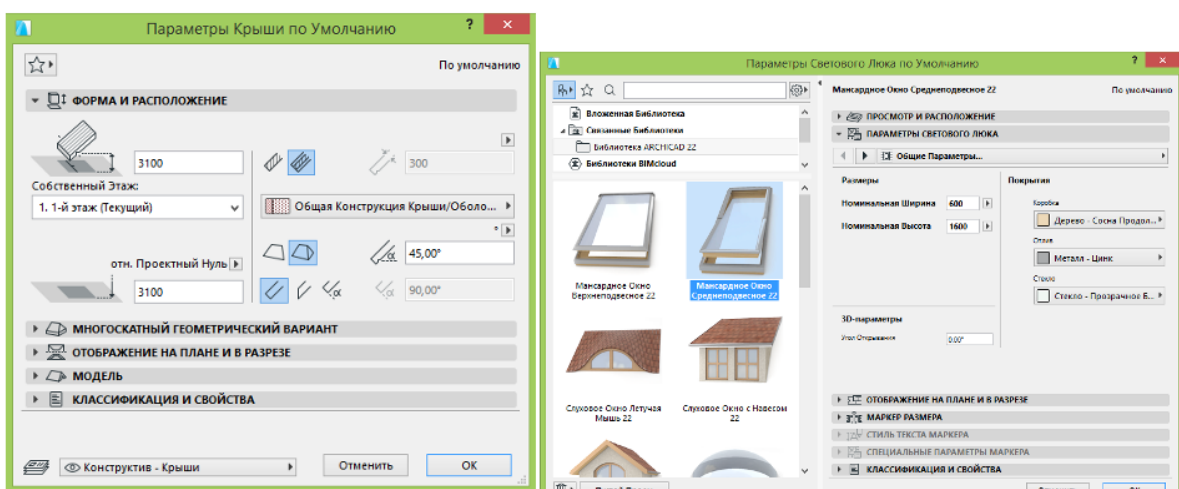 Параметры Крыши по Умолчанию
?
×
По умолчанию
ФОРМА И РАСПОЛОЖЕНИЕ
3100
300
Собственный Этаж:
1. 1-й этаж (Текущий)
Общая Конструкция Крыши/Оболо...
°
α
45,00°
отн. Проектный Нуль
3100
α
α
90,00°
МНОГОСКАТНЫЙ ГЕОМЕТРИЧЕСКИЙ ВАРИАНТ
ОТОБРАЖЕНИЕ НА ПЛАНЕ И В РАЗРЕЗЕ
МОДЕЛЬ
КЛАССИФИКАЦИЯ И СВОЙСТВА
Конструктив - Крыши
Отменить
OK
Параметры Светового Люка по Умолчанию
?
×
Вложенная Библиотека
Связанные Библиотеки
Библиотека ARCHICAD 22
Библиотеки BIMcloud
Мансардное Окно
Верхнеподвесное 22
Мансардное Окно
Среднеподвесное 22
Слуховое Окно Летучая
Мышь 22
Слуховое Окно с Навесом
22
Мансардное Окно Среднеподвесное 22
По умолчанию
ПРОСМОТР И РАСПОЛОЖЕНИЕ
ПАРАМЕТРЫ СВЕТОВОГО ЛЮКА
Общие Параметры...
Размеры
Номинальная Ширина 600
Номинальная Высота 1600
Покрытия
Коробка
Дерево - Сосна Продол...
Отлив
Металл - Цинк
Стекло
Стекло - Прозрачное Б...
3D-параметры
Угол Открывания 0,00°
ОТОБРАЖЕНИЕ НА ПЛАНЕ И В РАЗРЕЗЕ
МАРКЕР РАЗМЕРА
СТИЛЬ ТЕКСТА МАРКЕРА
СПЕЦИАЛЬНЫЕ ПАРАМЕТРЫ МАРКЕРА
КЛАССИФИКАЦИЯ И СВОЙСТВА